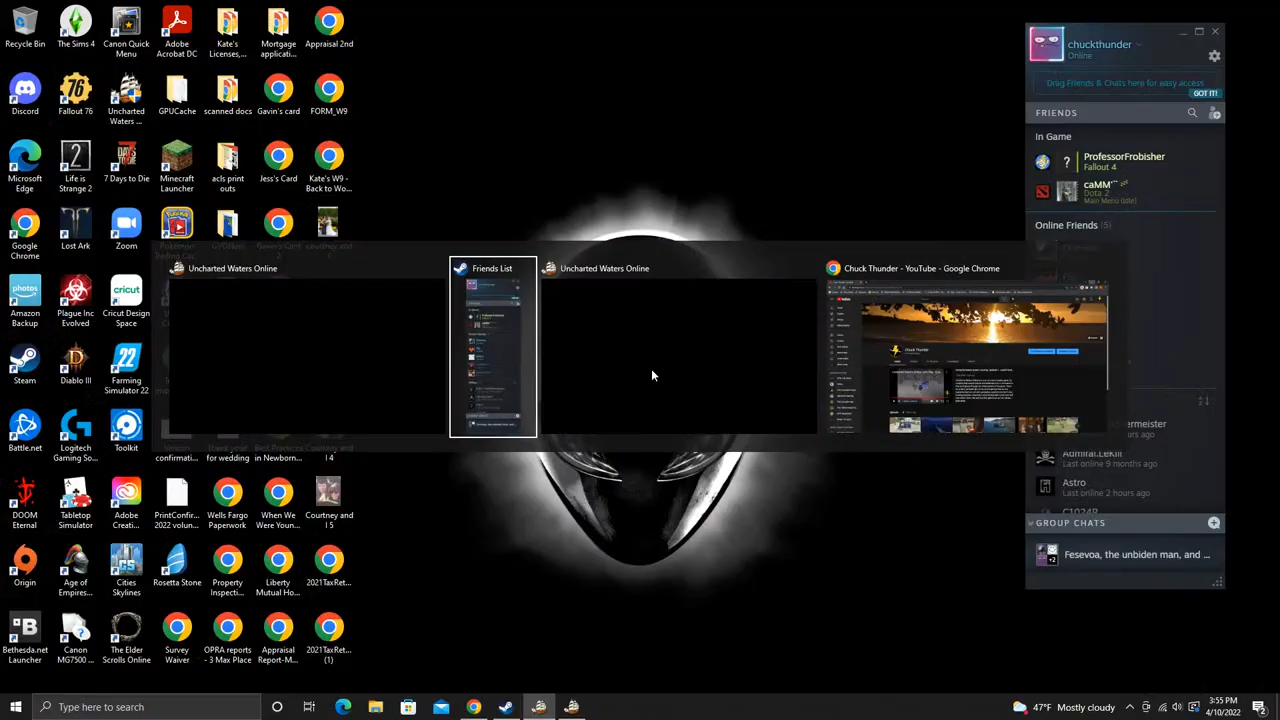 Recycle Bin
The Sims 4
Canon Quick
Menu
Adobe
Acrobat DC
Kate's
Licenses,...
Mortgage
applicatio...
Appraisal 2nd
Discord
Fallout 76
Uncharted
Waters ...
GPUCache
scanned docs
Gavin's card
FORM_W9
Microsoft
Edge
Life is
Strange 2
7 Days to Die
Minecraft
Launcher
acls print
outs
Jess's Card
Kate's W9 -
Back to Wo...
Google
Chrome
Lost Ark
Zoom
Amazon
Backup
Plague Inc
Evolved
Cricut Design
Space
Steam
Diablo III
Farming
Simulator 22
Battle.net
Logitech
Gaming So...
Toolkit
confirmati...
for wedding
in Newborn...
Courtney and
I 4
DOOM
Eternal
Tabletop
Simulator
Adobe
Creati...
PrintConfir...
2022 volun...
Wells Fargo
Paperwork
When We
Were Youn...
Courtney and
I 5
Origin
Age of
Empires...
Cities
Skylines
Rosetta Stone
Property
Inspecti...
Liberty
Mutual Ho...
2021TaxRet...
Bethesda.net
Launcher
Canon
MG7500 ...
The Elder
Scrolls Online
Survey
Waiver
OPRA reports
- 3 Max Place
Appraisal
Report-M...
2021TaxRet...
(1)
Uncharted Waters Online
Friends List
Uncharted Waters Online
Chuck Thunder - YouTube - Google Chrome
chuckthunder
Online
Drag Friends & Chats here for easy access
GOT IT!
FRIENDS
In Game
ProfessorFrobisher
Fallout 4
caMM
Dota 2
Main Menu (Idle)
Online Friends (5)
ermeister
urs ago
Admiral.LeKill
Last online 9 months ago
Astro
Last online 2 hours ago
C1024R
GROUP CHATS
Fesevoa, the unbiden man, and ...
+2
Type here to search
47°F Mostly cloudy
3:55 PM
4/10/2022